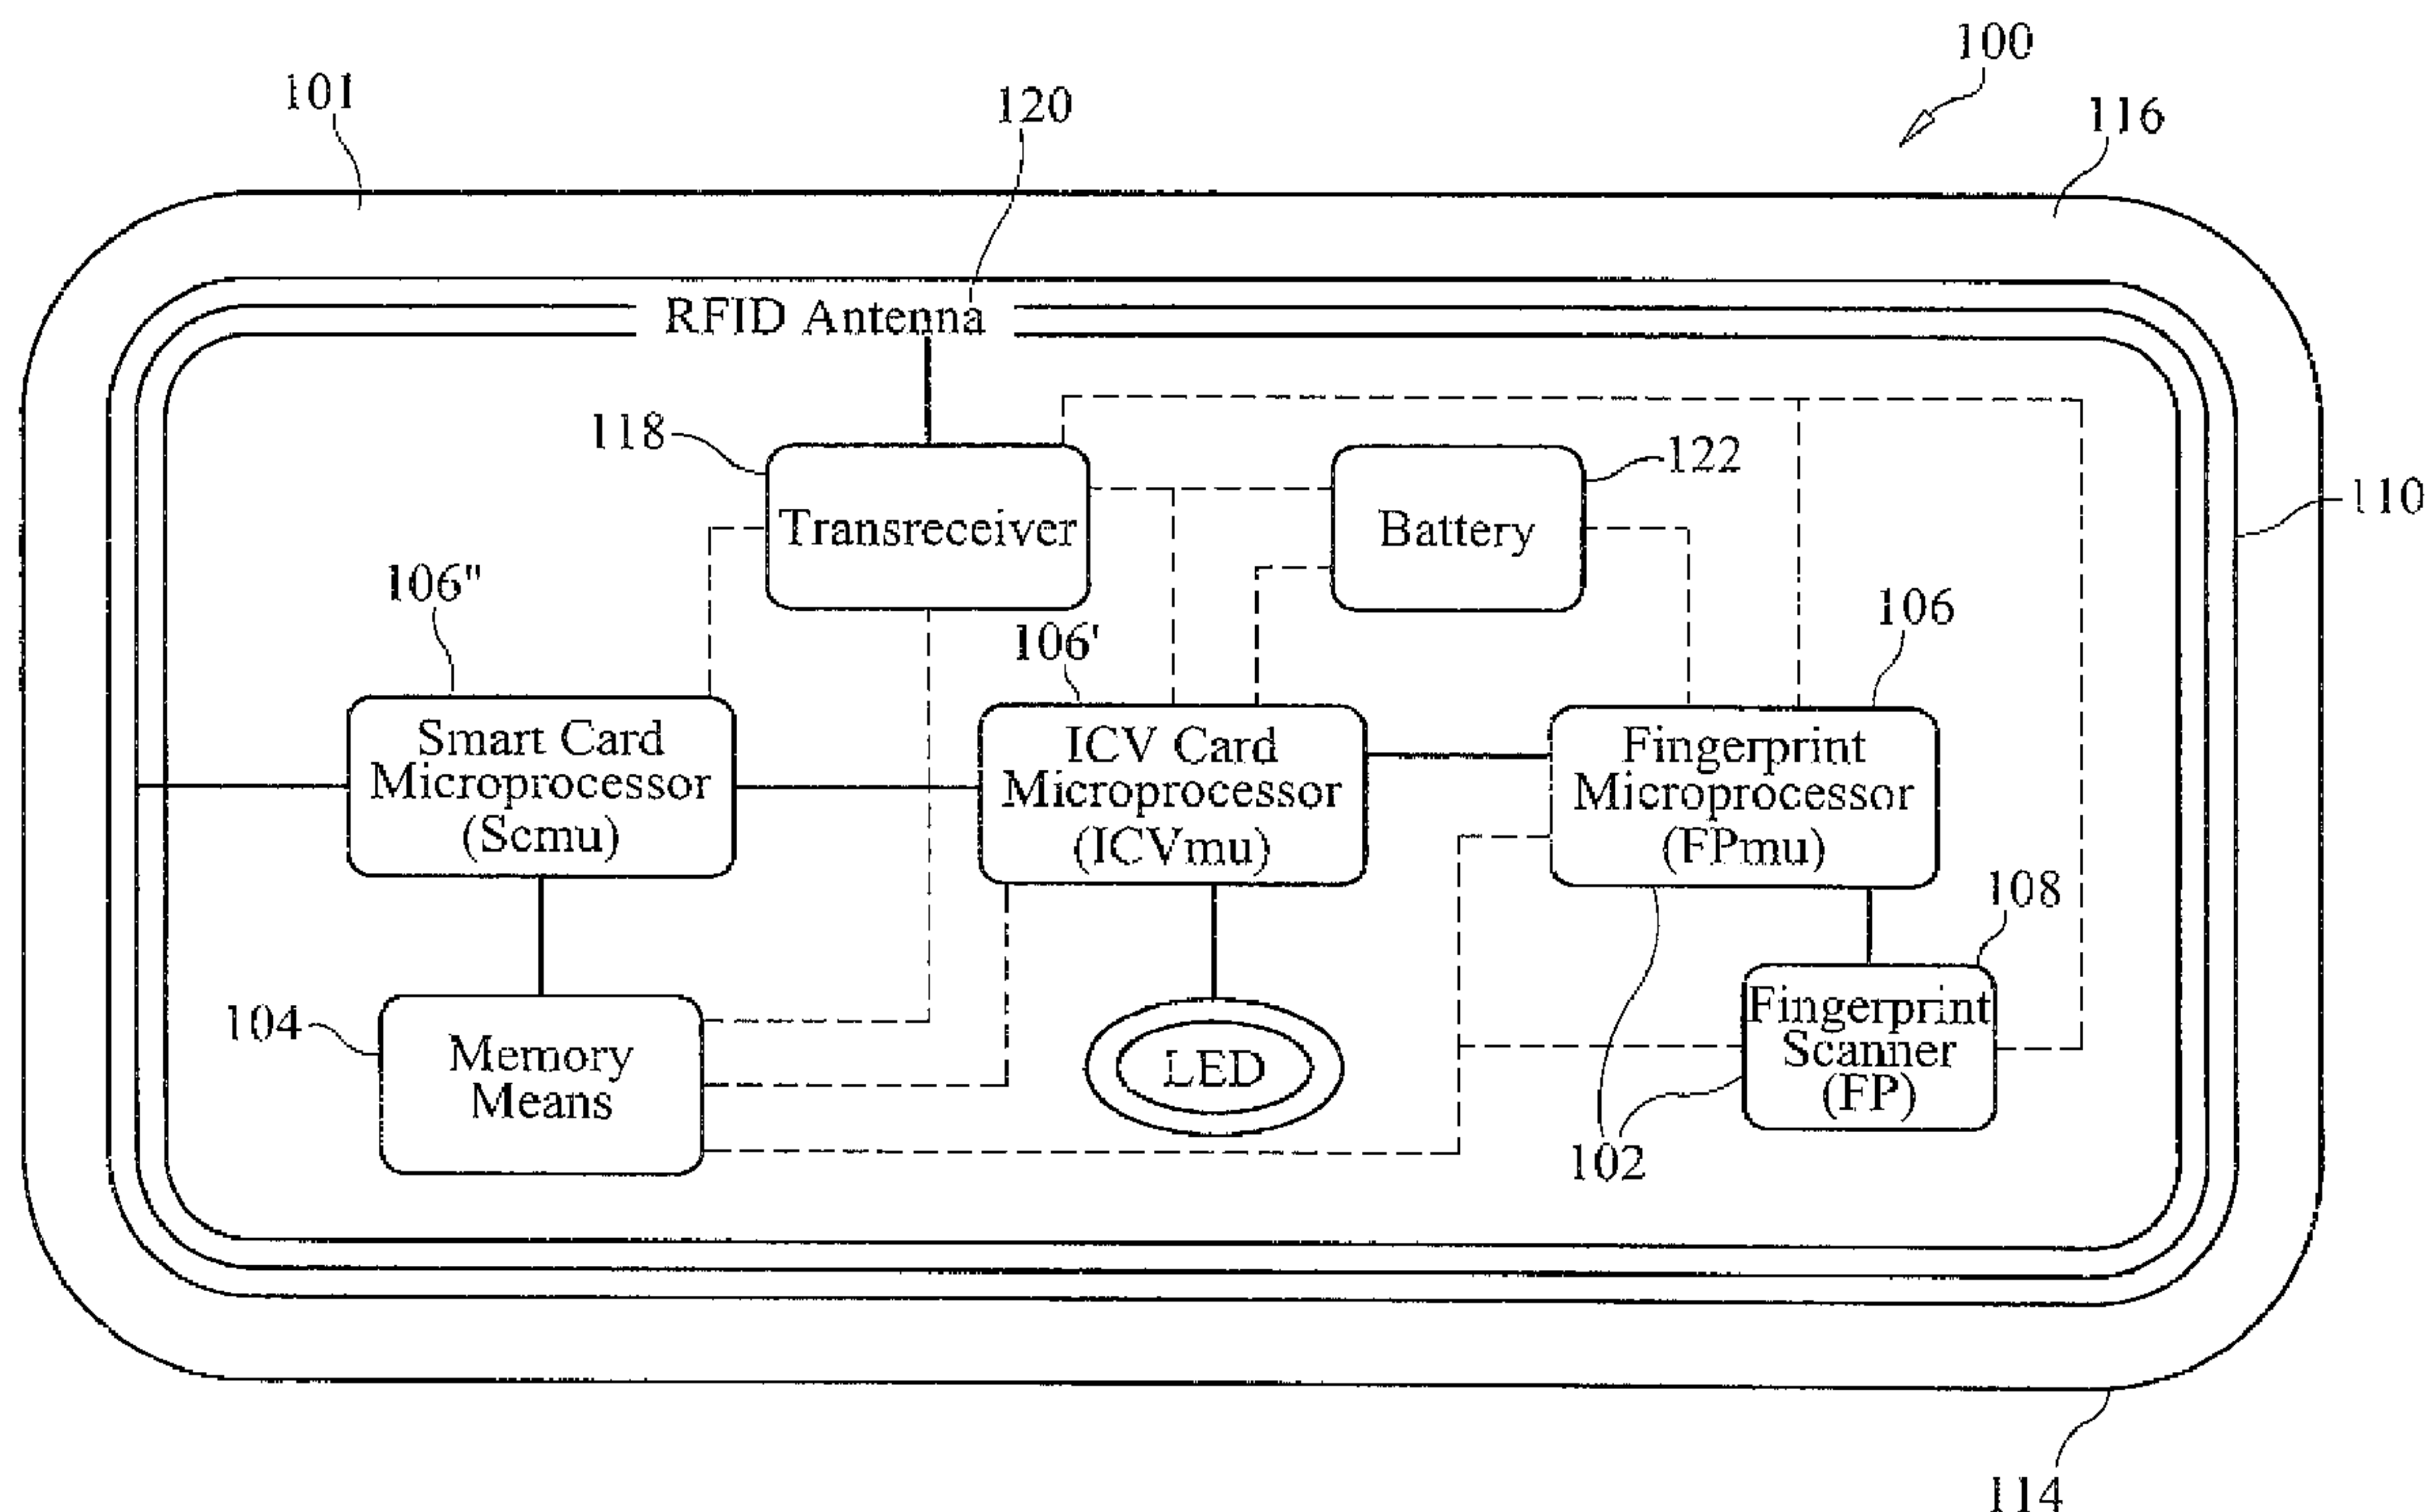 100
101
120
116
RFID Antenna
118
122
110
Transreceiver
Battery
106"
106'
106
Smart Card
Microprocessor
(Scmu)
ICV Card
Microprocessor
(ICVmu)
Fingerprint
Microprocessor
(FPmu)
108
104
Memory
Means
LED
Fingerprint
Scanner
(FP)
102
114